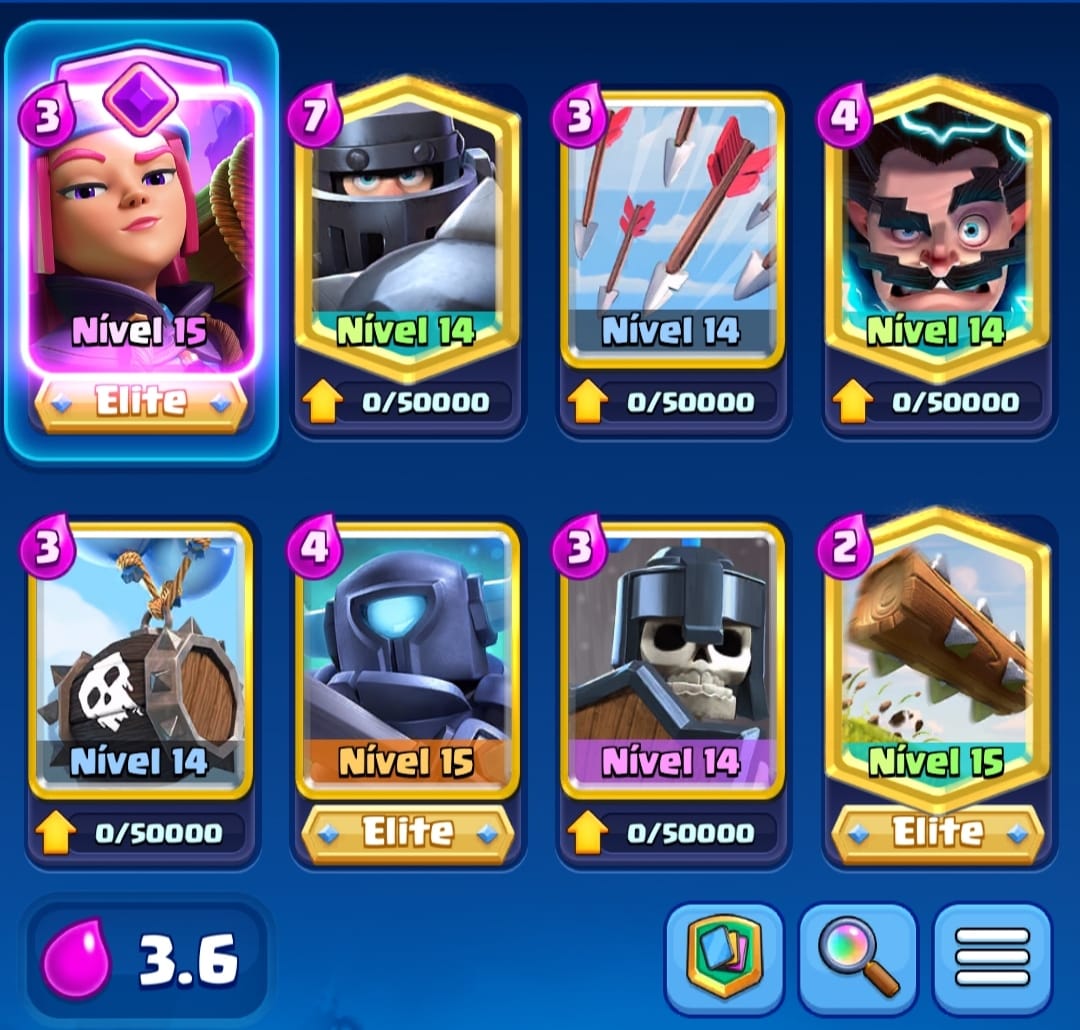 3 7 3 4
Nível 15 Nível 14 Nível 14 Nível 14
Elite 0/50000 0/50000 0/50000
3 4 3 2
Nível 14 Nível 15 Nível 14 Nível 15
0/50000 Elite 0/50000 Elite
3.6